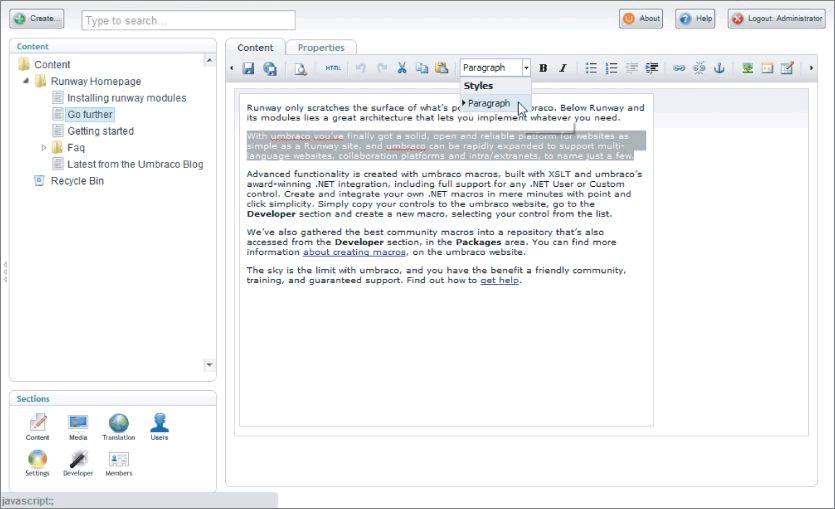 Create...
Type to search...
About
Help
Logout: Administrator
Content
Content
Runway Homepage
Installing runway modules
Go further
Getting started
Faq
Latest from the Umbraco Blog
Recycle Bin
Sections
Content
Media
Translation
Users
Settings
Developer
Members
javascript:;
Content
Properties
HTML
Paragraph
B
I
Styles
Paragraph
Runway only scratches the surface of what's po braco. Below Runway and
its modules lies a great architecture that lets you implement whatever you need.
With umbraco you've finally got a solid, open and reliable platform for websites as
simple as a Runway site, and umbraco can be rapidly expanded to support multi-
language websites, collaboration platforms and intra/extranets, to name just a few.
Advanced functionality is created with umbraco macros, built with XSLT and umbraco's
award-winning .NET integration, including full support for any .NET User or Custom
control. Create and integrate your own .NET macros in mere minutes with point and
click simplicity. Simply copy your controls to the umbraco website, go to the
Developer section and create a new macro, selecting your control from the list.
We've also gathered the best community macros into a repository that's also
accessed from the Developer section, in the Packages area. You can find more
information about creating macros, on the umbraco website.
The sky is the limit with umbraco, and you have the benefit a friendly community,
training, and guaranteed support. Find out how to get help.